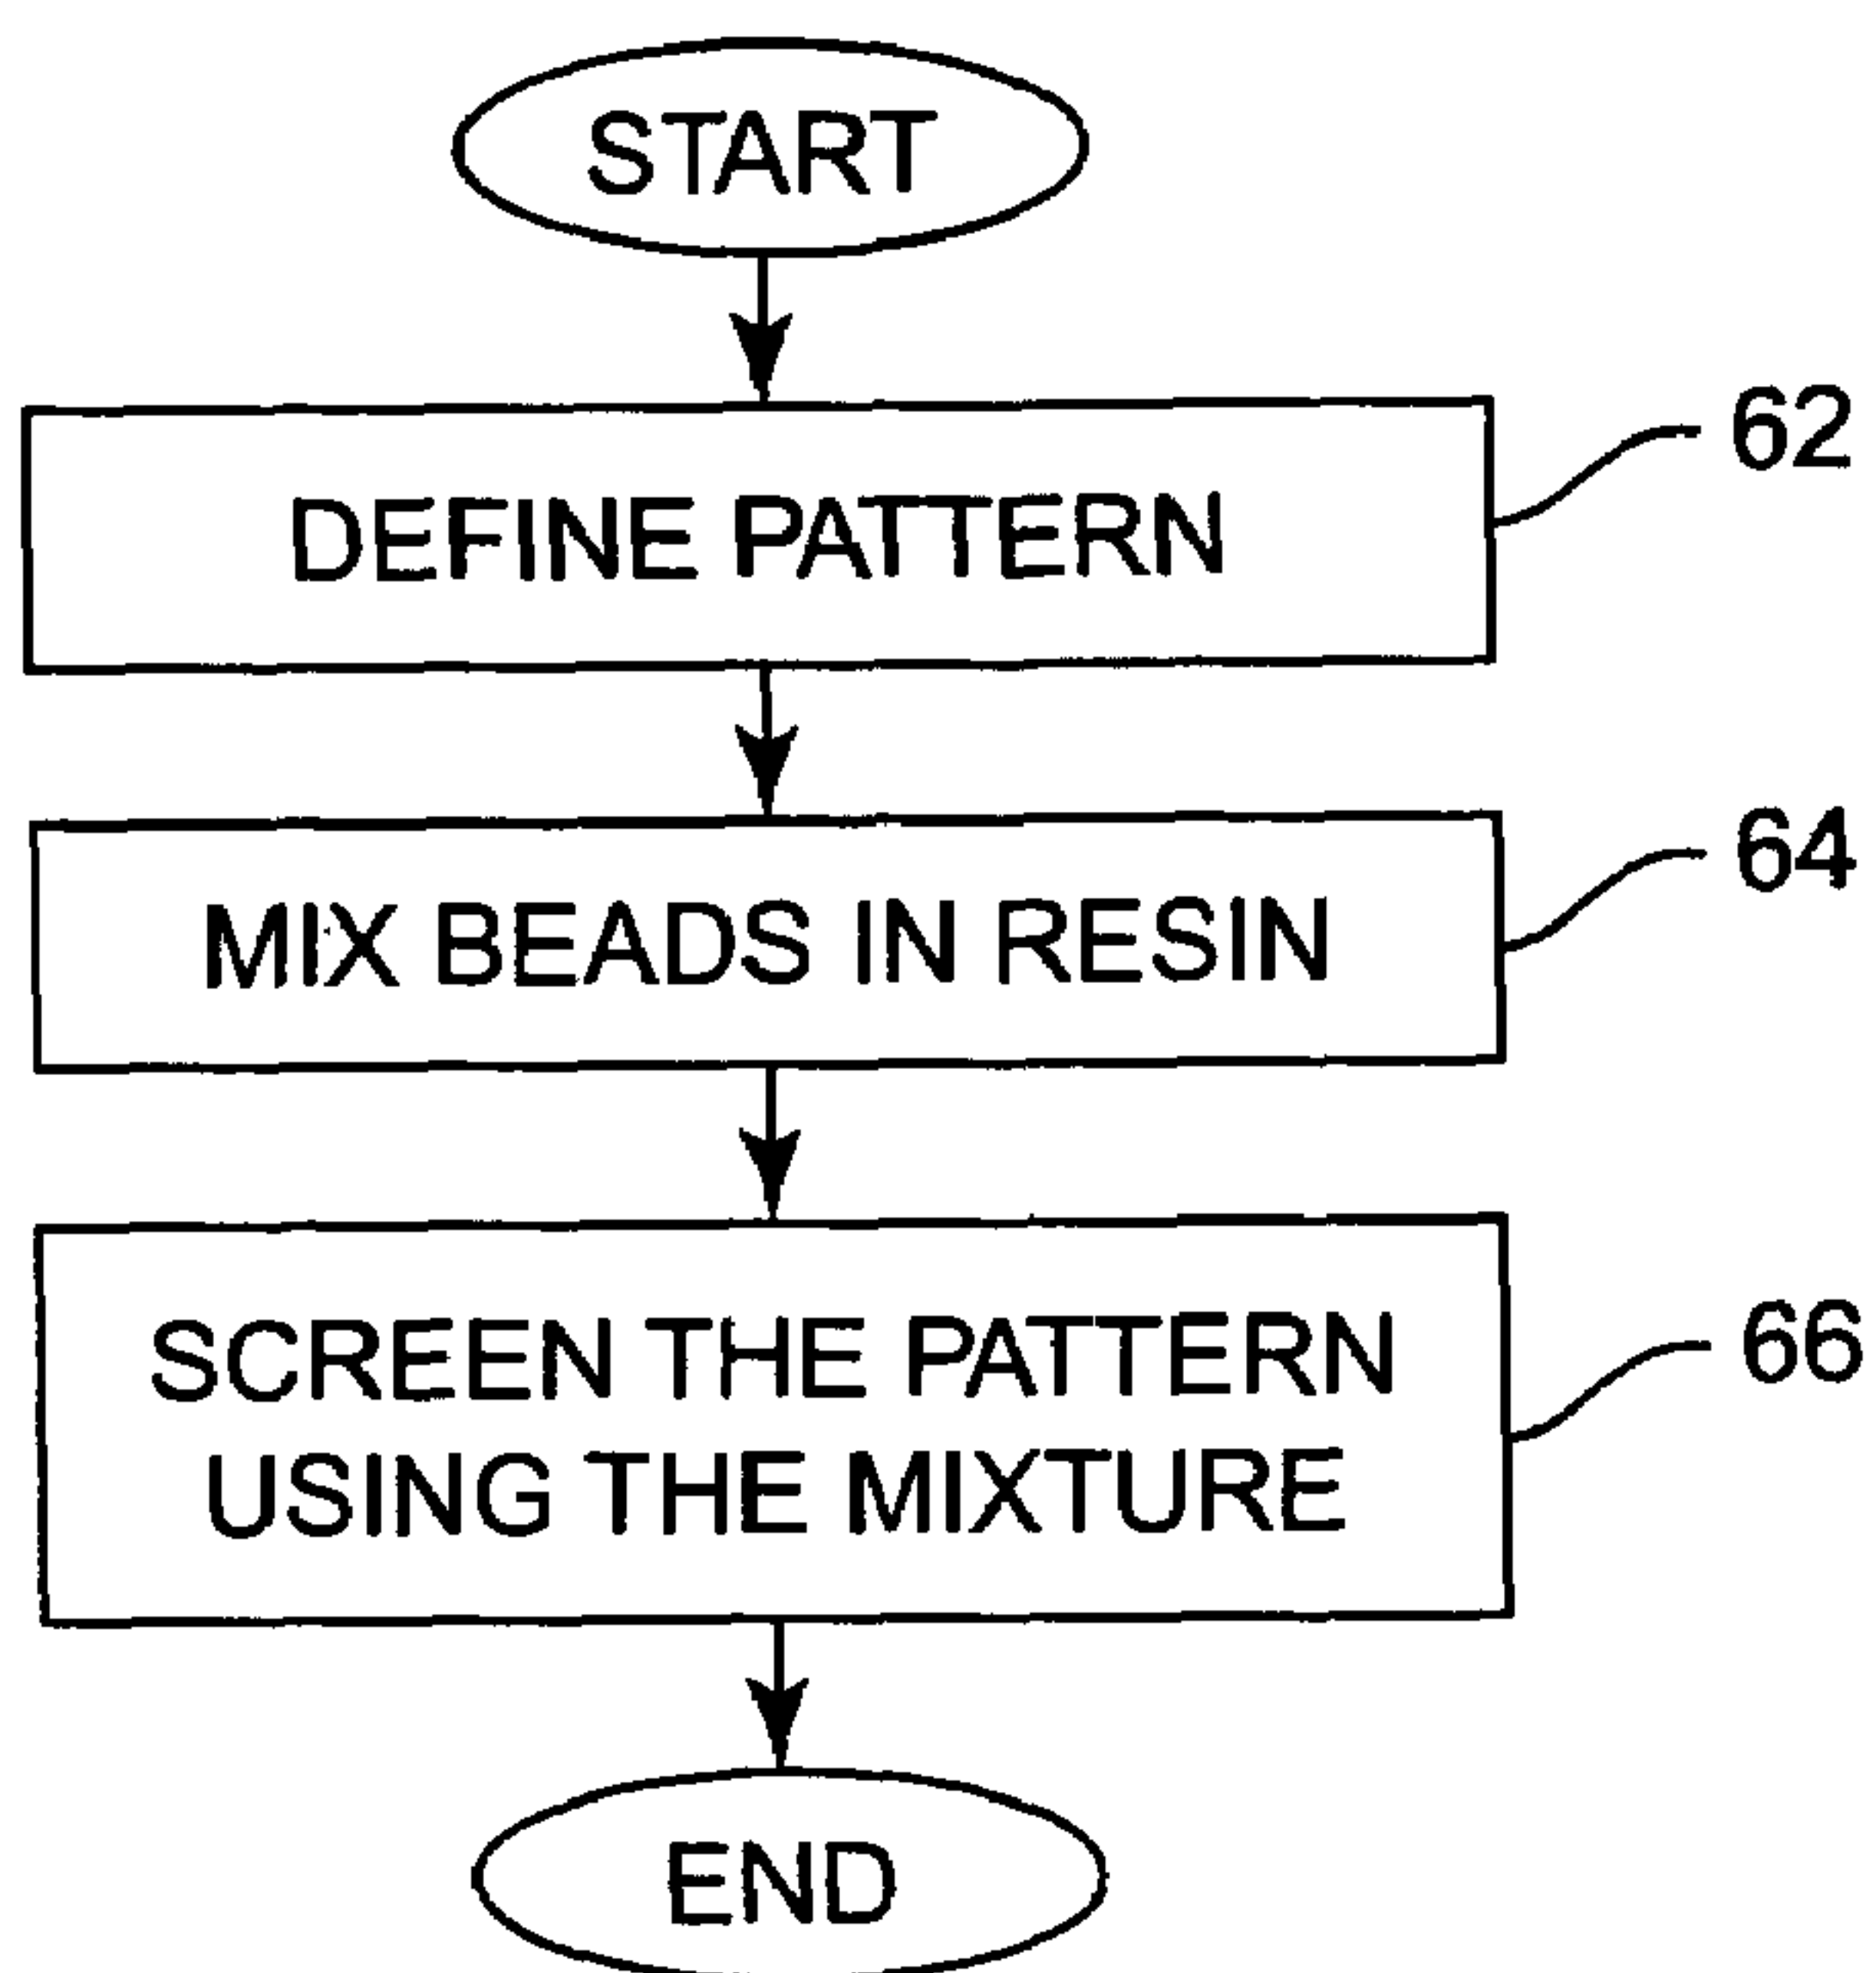 START
DEFINE PATTERN
62
MIX BEADS IN RESIN
64
SCREEN THE PATTERN
USING THE MIXTURE
66
END